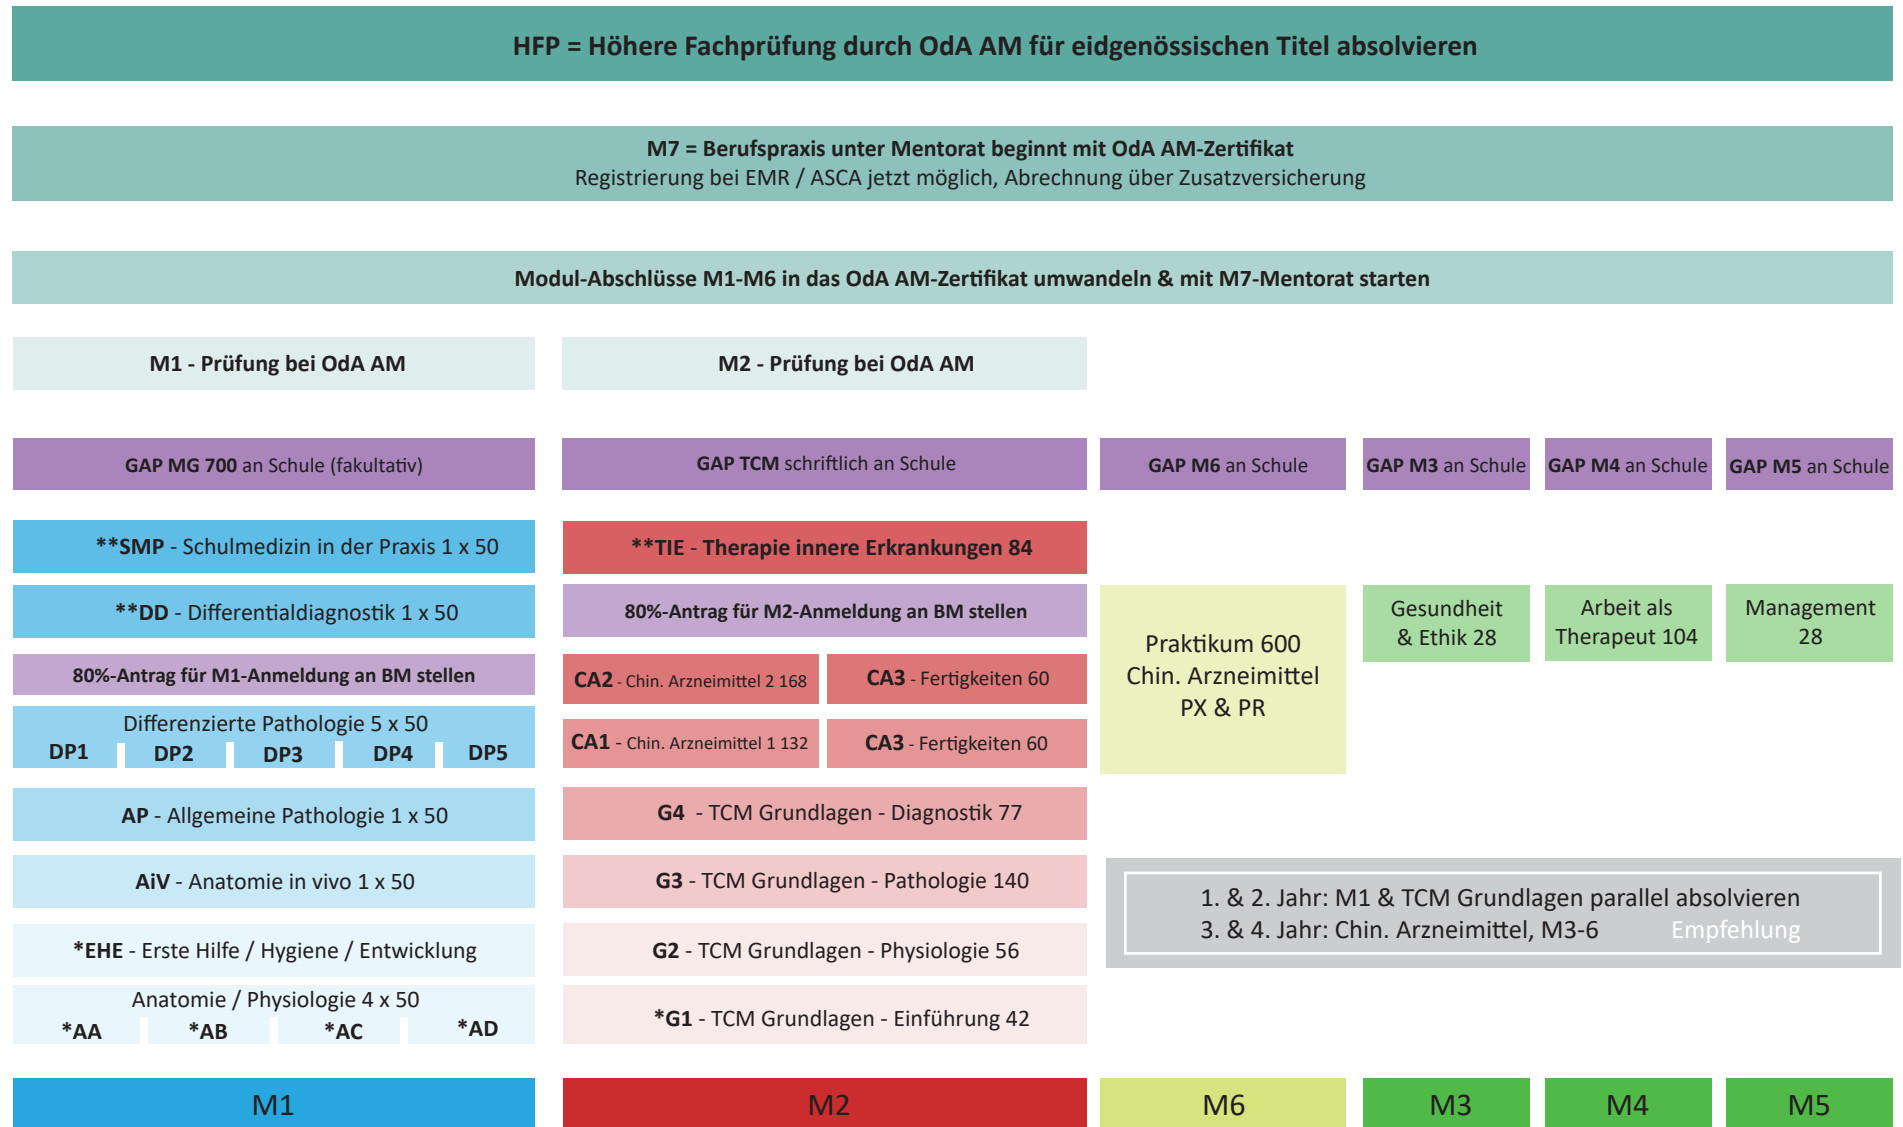 HFP = Höhere Fachprüfung durch OdA AM für eidgenössischen Titel absolvieren
M7 = Berufspraxis unter Mentorat beginnt mit OdA AM-Zertifikat
Registrierung bei EMR / ASCA jetzt möglich, Abrechnung über Zusatzversicherung
Modul-Abschlüsse M1-M6 in das OdA AM-Zertifikat umwandeln & mit M7-Mentorat starten
M1 - Prüfung bei OdA AM
M2 - Prüfung bei OdA AM
GAP MG 700 an Schule (fakultativ)
GAP TCM schriftlich an Schule
GAP M6 an Schule
GAP M3 an Schule
GAP M4 an Schule
GAP M5 an Schule
**SMP - Schulmedizin in der Praxis 1 x 50
**DD - Differentialdiagnostik 1 x 50
80%-Antrag für M1-Anmeldung an BM stellen
Differenzierte Pathologie 5 x 50
DP1 DP2 DP3 DP4 DP5
AP - Allgemeine Pathologie 1 x 50
AiV - Anatomie in vivo 1 x 50
*EHE - Erste Hilfe / Hygiene / Entwicklung
Anatomie / Physiologie 4 x 50
*AA *AB *AC *AD
M1
**TIE - Therapie innere Erkrankungen 84
80%-Antrag für M2-Anmeldung an BM stellen
CA2 - Chin. Arzneimittel 2 168
CA3 - Fertigkeiten 60
CA1 - Chin. Arzneimittel 1 132
CA3 - Fertigkeiten 60
G4 - TCM Grundlagen - Diagnostik 77
G3 - TCM Grundlagen - Pathologie 140
G2 - TCM Grundlagen - Physiologie 56
*G1 - TCM Grundlagen - Einführung 42
M2
Praktikum 600
Chin. Arzneimittel
PX & PR
Gesundheit
& Ethik 28
Arbeit als
Therapeut 104
Management
28
1. & 2. Jahr: M1 & TCM Grundlagen parallel absolvieren
3. & 4. Jahr: Chin. Arzneimittel, M3-6 Empfehlung
M6
M3
M4
M5